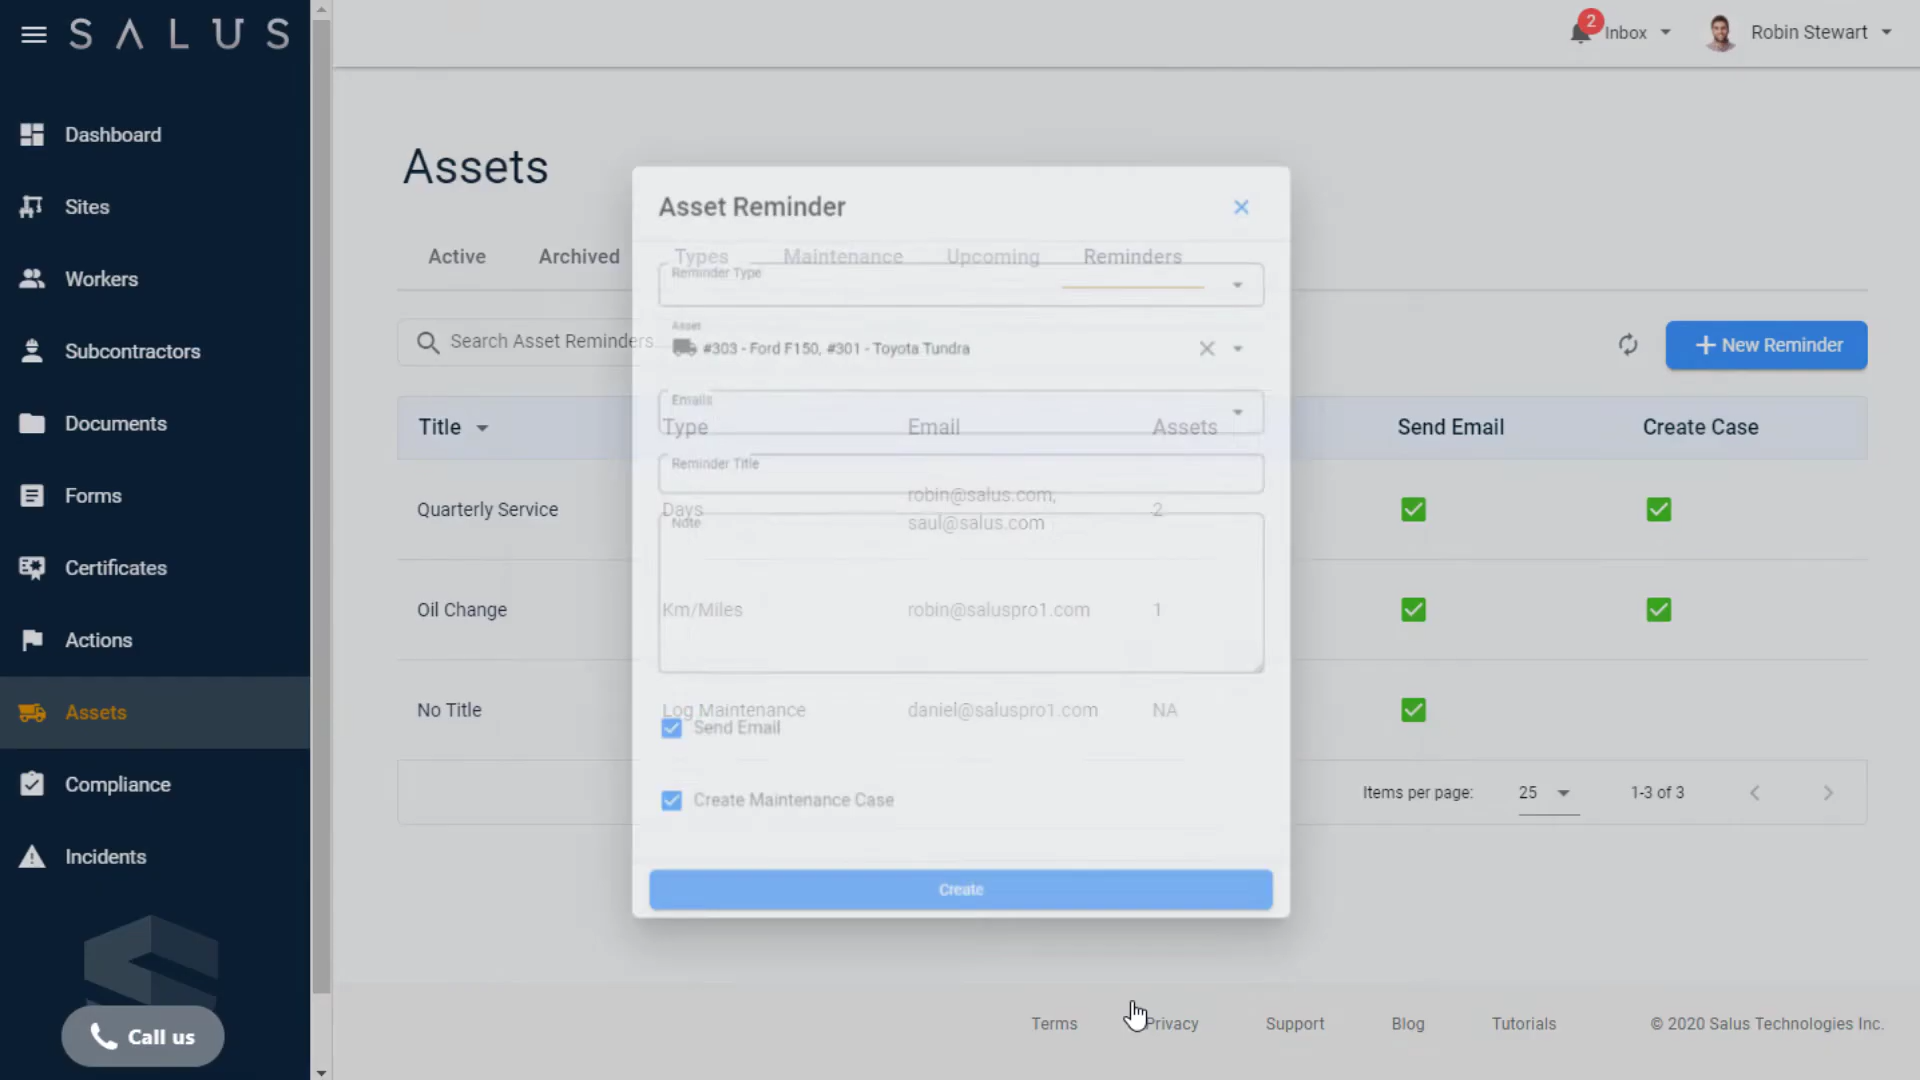 SALUS
2
Inbox
Robin Stewart
Dashboard
Sites
Workers
Subcontractors
Documents
Forms
Certificates
Actions
Assets
Compliance
Incidents
Call us
Assets
Active
Archived
Types
Maintenance
Upcoming
Reminders
Search Asset Reminders
New Reminder
Title
Type
Email
Assets
Send Email
Create Case
Quarterly Service
Days
robin@salus.com,
saul@salus.com
2
Oil Change
Km/Miles
robin@saluspro1.com
1
No Title
Log Maintenance
daniel@saluspro1.com
NA
Items per page:
25
1-3 of 3
Asset Reminder
Reminder Type
Asset
#303 - Ford F150, #301 - Toyota Tundra
Emails
Reminder Title
Note
Send Email
Create Maintenance Case
Create
Terms
Privacy
Support
Blog
Tutorials
© 2020 Salus Technologies Inc.